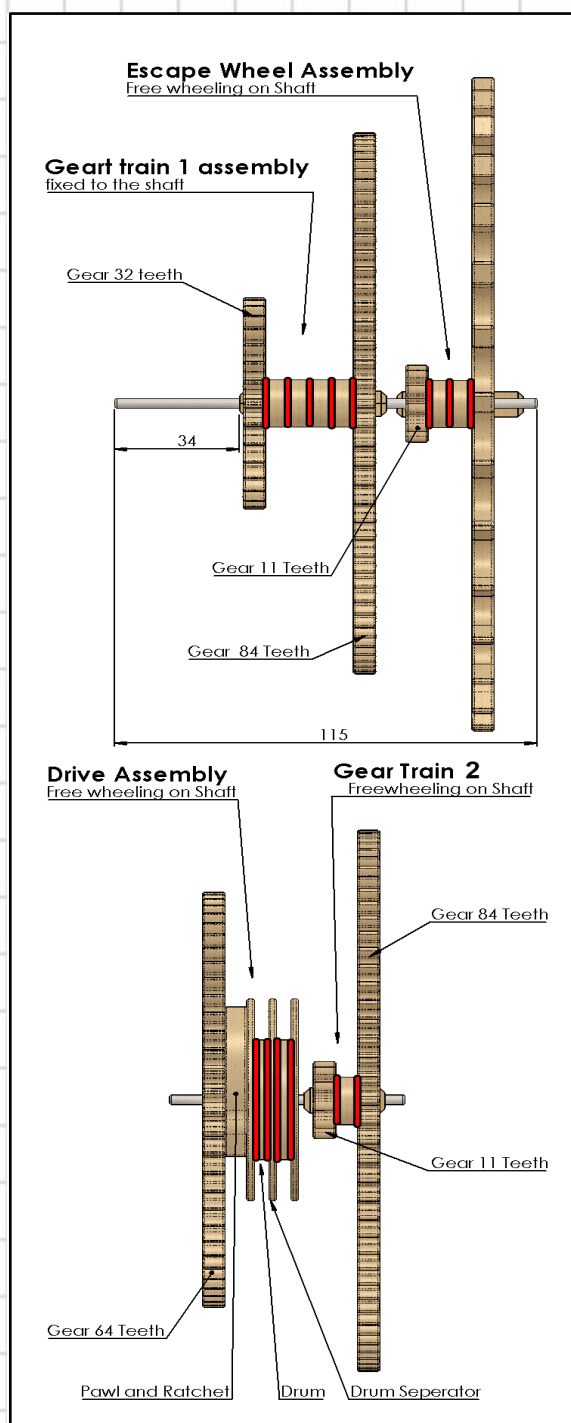 Escape Wheel Assembly
Free wheeling on Shaft
Geart train 1 assembly
fixed to the shaft
Gear 32 teeth
34
Gear 11 Teeth
Gear 84 Teeth
115
Drive Assembly
Free wheeling on Shaft
Gear Train 2
Freewheeling on Shaft
Gear 84 Teeth
Gear 11 Teeth
Gear 64 Teeth
Pawl and Ratchet
Drum
Drum Seperator